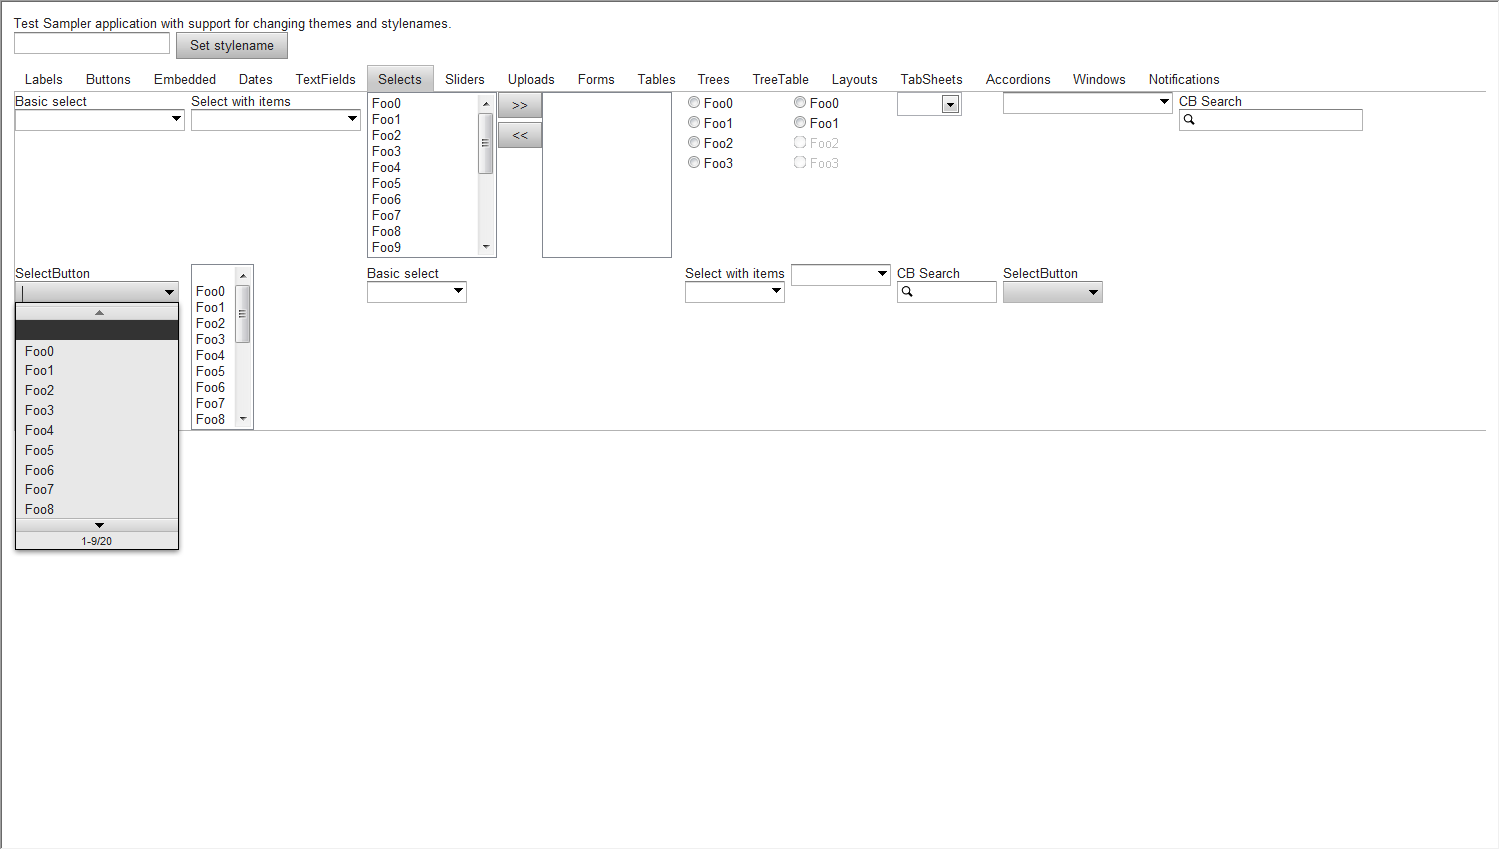 Test Sampler application with support for changing themes and stylenames.
Set stylename
Labels Buttons Embedded Dates TextFields Selects Sliders Uploads Forms Tables Trees TreeTable Layouts TabSheets Accordions Windows Notifications
Basic select
Select with items
Foo0
Foo1
Foo2
Foo3
Foo4
Foo5
Foo6
Foo7
Foo8
Foo9
>>
<<
Foo0
Foo1
Foo2
Foo3
Foo0
Foo1
Foo2
Foo3
CB Search
SelectButton
Foo0
Foo1
Foo2
Foo3
Foo4
Foo5
Foo6
Foo7
Foo8
1-9/20
Foo0
Foo1
Foo2
Foo3
Foo4
Foo5
Foo6
Foo7
Foo8
Basic select
Select with items
CB Search
SelectButton